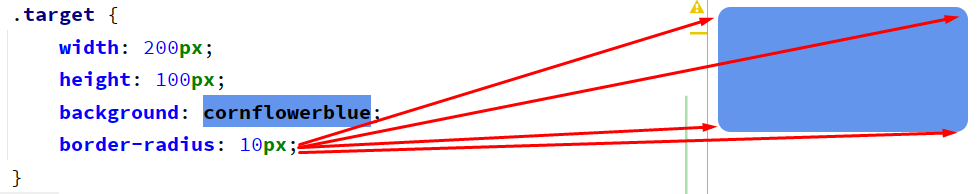 .target {
    width: 200px;
    height: 100px;
    background: cornflowerblue;
    border-radius: 10px;
}